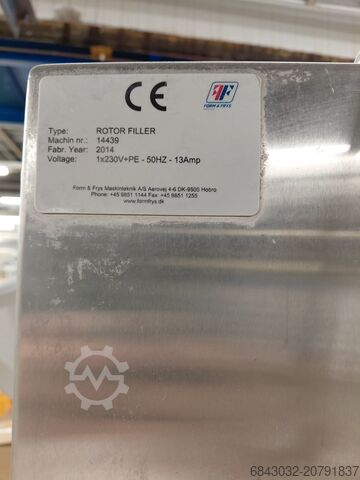 CE
FF
FORM & FRYS
Type: ROTOR FILLER
Machin nr.: 14439
Fabr. Year: 2014
Voltage: 1x230V+PE - 50HZ - 13Amp
Form & Frys Maskinteknik A/S Aerovej 4-6 DK-9500 Hobro
Phone: +45 9851 1144 Fax: +45 9851 1255
www.formfrys.dk
6843032-20791837